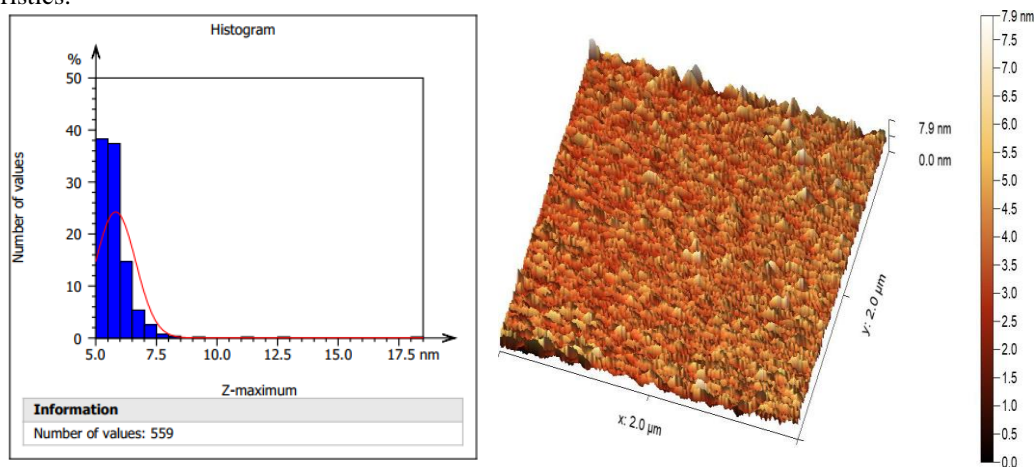 ristics.
Histogram
%
50
40
30
20
10
0
Number of values
5.0 7.5 10.0 12.5 15.0 17.5 nm
Z-maximum
Information
Number of values: 559
7.9 nm
0.0 nm
x: 2.0 µm
y: 2.0 µm
7.9 nm
7.5
7.0
6.5
6.0
5.5
5.0
4.5
4.0
3.5
3.0
2.5
2.0
1.5
1.0
0.5
0.0